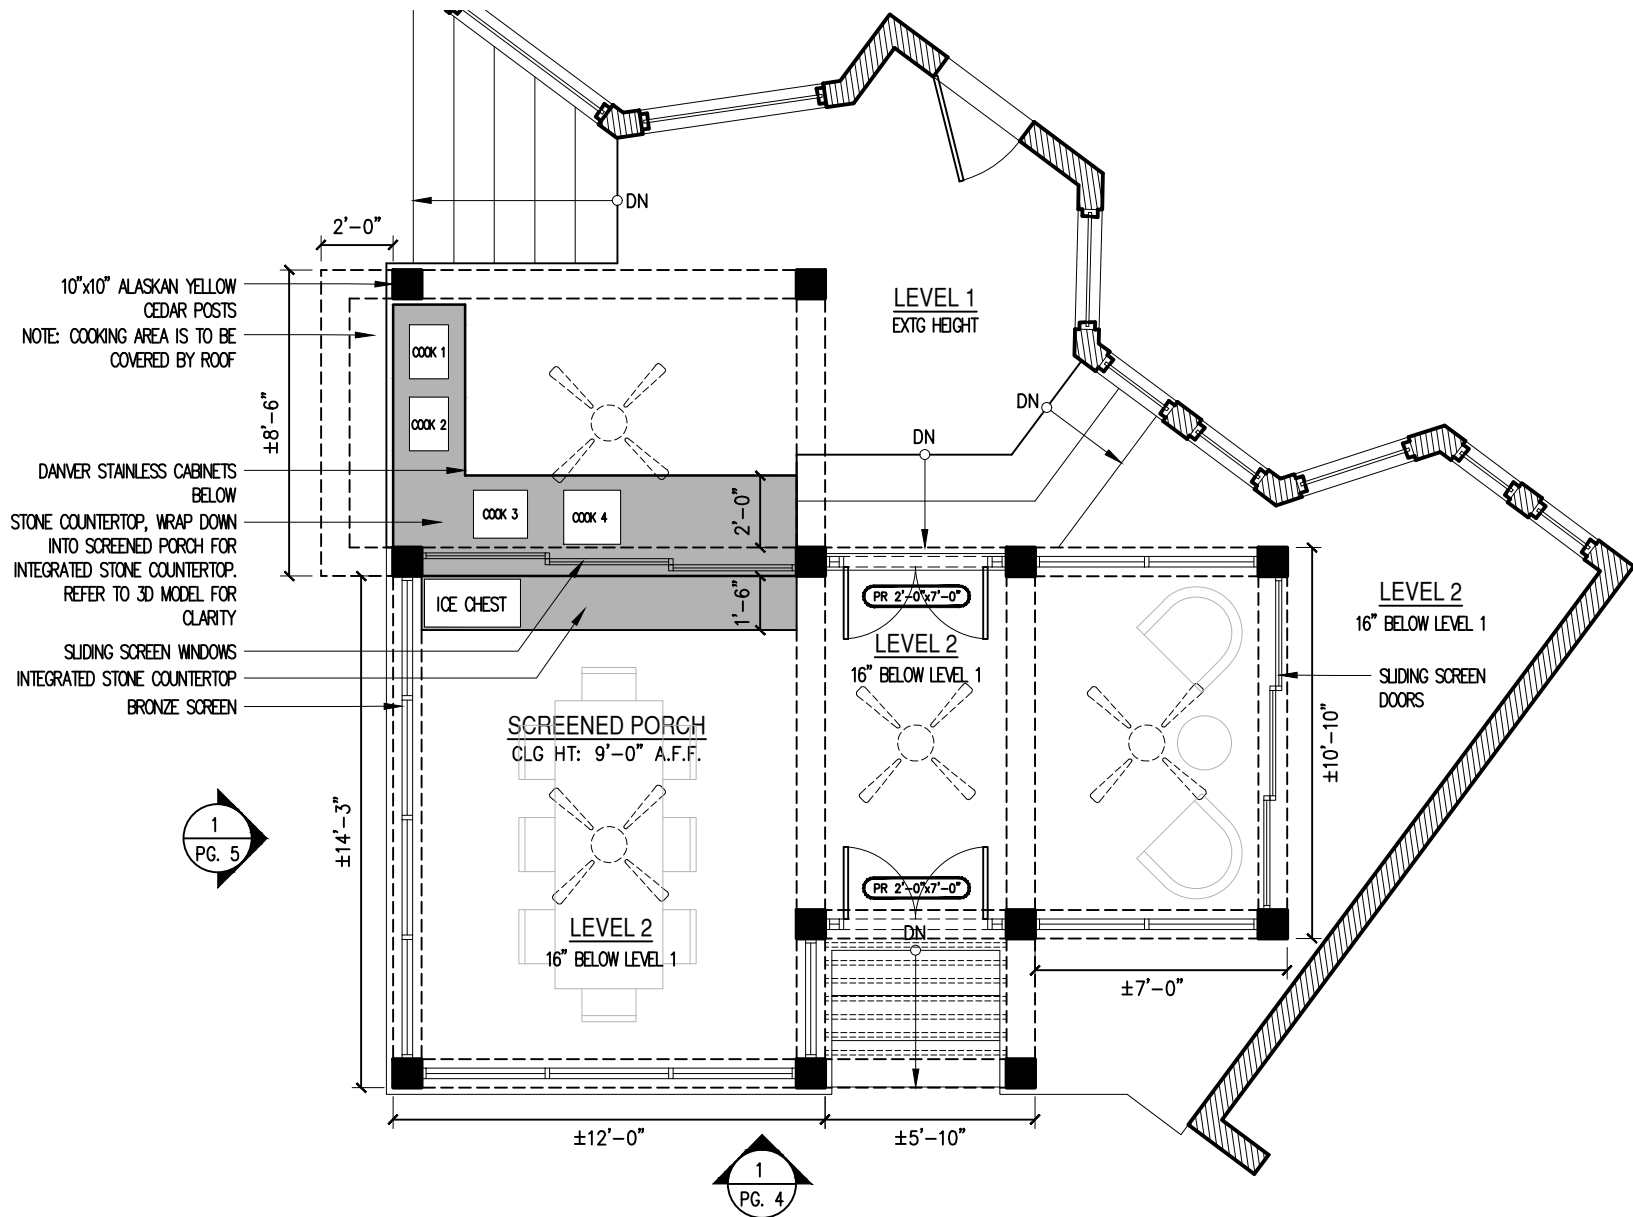 DN
2'-0"
10"x10" ALASKAN YELLOW
CEDAR POSTS
NOTE: COOKING AREA IS TO BE
COVERED BY ROOF
LEVEL 1
EXTG HEIGHT
COOK 1
COOK 2
±8'-6"
DN
DN
DANVER STAINLESS CABINETS
BELOW
STONE COUNTERTOP, WRAP DOWN
INTO SCREENED PORCH FOR
INTEGRATED STONE COUNTERTOP.
REFER TO 3D MODEL FOR
CLARITY
COOK 3
COOK 4
2'-0"
ICE CHEST
1'-6"
PR 2'-0"x7'-0"
LEVEL 2
16" BELOW LEVEL 1
LEVEL 2
16" BELOW LEVEL 1
SLIDING SCREEN WINDOWS
INTEGRATED STONE COUNTERTOP
BRONZE SCREEN
SLIDING SCREEN
DOORS
SCREENED PORCH
CLG HT: 9'-0" A.F.F.
±10'-10"
±14'-3"
1
PG. 5
PR 2'-0"x7'-0"
LEVEL 2
16" BELOW LEVEL 1
DN
±7'-0"
±12'-0"
±5'-10"
1
PG. 4